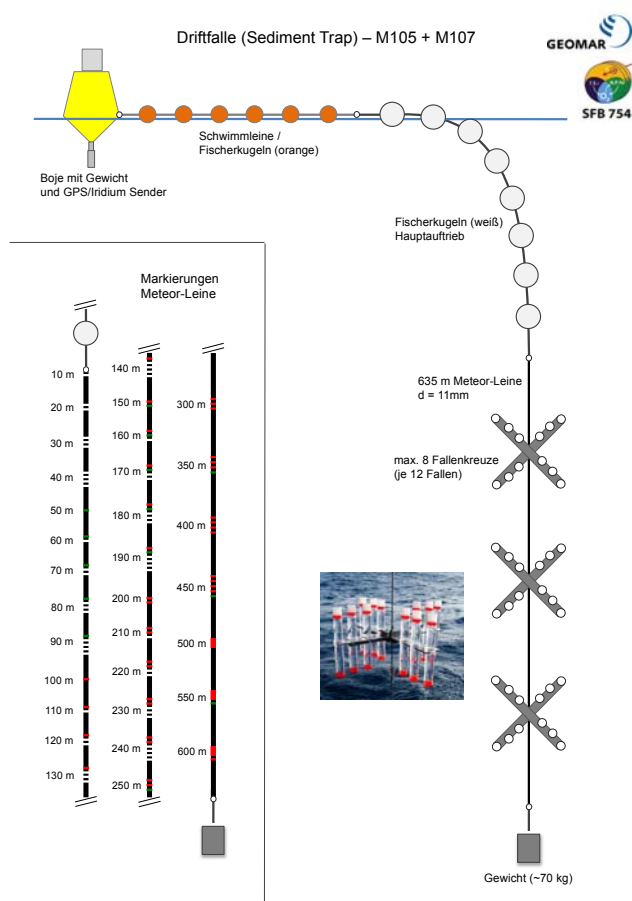 Driftfalle (Sediment Trap) – M105 + M107
GEOMAR
SFB 754
Schwimmleine /
Fischerkugeln (orange)
Boje mit Gewicht
und GPS/Iridium Sender
Fischerkugeln (weiß)
Hauptauftrieb
Markierungen
Meteor-Leine
10 m
20 m
30 m
40 m
50 m
60 m
70 m
80 m
90 m
100 m
110 m
120 m
130 m
140 m
150 m
160 m
170 m
180 m
190 m
200 m
210 m
220 m
230 m
240 m
250 m
300 m
350 m
400 m
450 m
500 m
550 m
600 m
635 m Meteor-Leine
d = 11mm
max. 8 Fallenkreuze
(je 12 Fallen)
Gewicht (~70 kg)